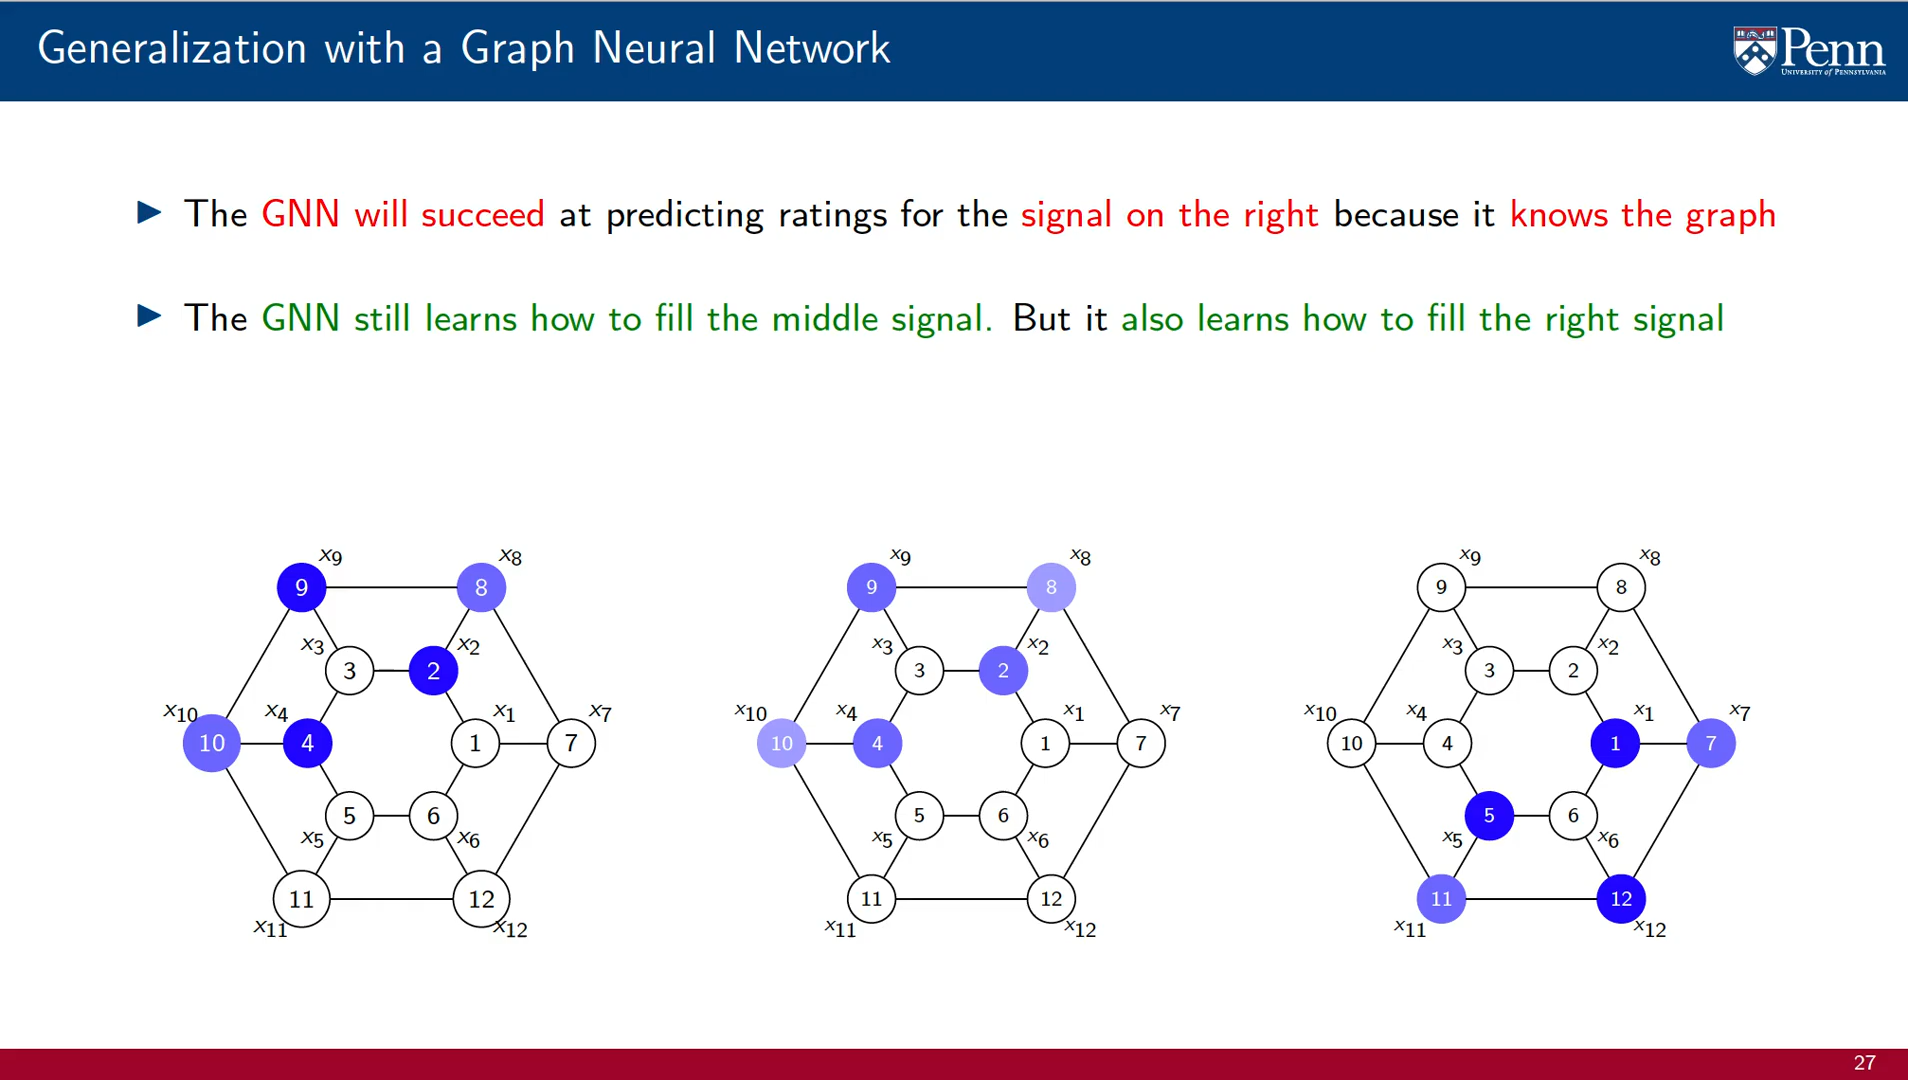 Generalization with a Graph Neural Network
Penn
University of Pennsylvania
The GNN will succeed at predicting ratings for the signal on the right because it knows the graph
The GNN still learns how to fill the middle signal. But it also learns how to fill the right signal
x9 x8
9 8
x3 x2
3 2
x10 x4 x1 x7
10 4 1 7
5 6
x5 x6
11 12
x11 x12
x9 x8
9 8
x3 x2
3 2
x10 x4 x1 x7
10 4 1 7
5 6
x5 x6
11 12
x11 x12
x9 x8
9 8
x3 x2
3 2
x10 x4 x1 x7
10 4 1 7
5 6
x5 x6
11 12
x11 x12
27